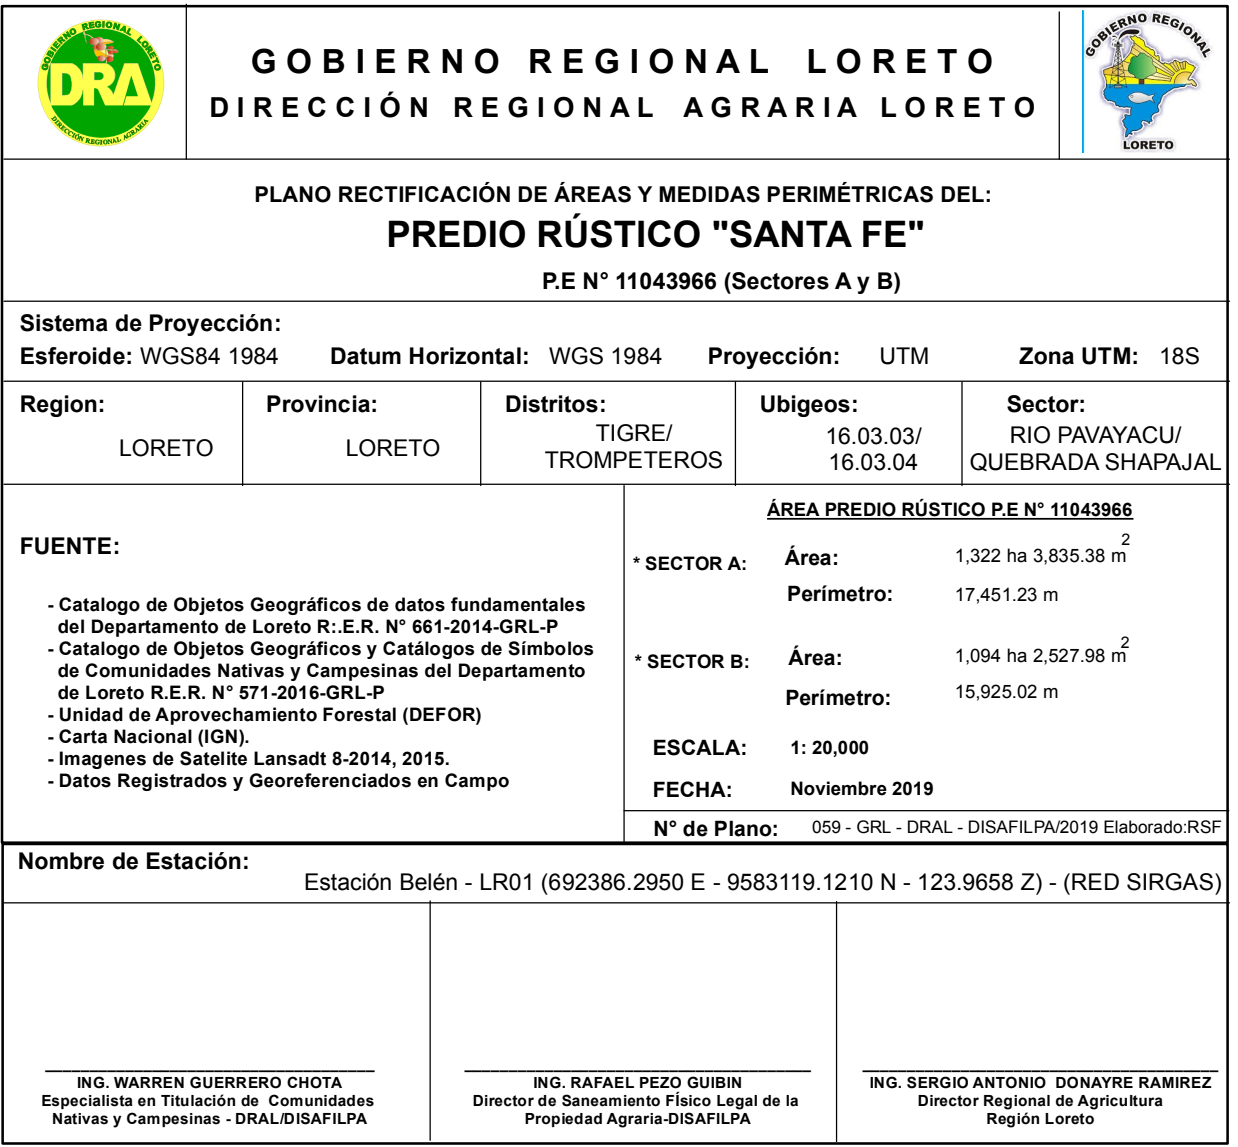 GOBIERNO REGIONAL LORETO
DRA
DIRECCIÓN REGIONAL AGRARIA
GOBIERNO REGIONAL LORETO
DIRECCIÓN REGIONAL AGRARIA LORETO
GOBIERNO REGIONAL
LORETO
PLANO RECTIFICACIÓN DE ÁREAS Y MEDIDAS PERIMÉTRICAS DEL:
PREDIO RÚSTICO "SANTA FE"
P.E N° 11043966 (Sectores A y B)
Sistema de Proyección:
Esferoide: WGS84 1984 Datum Horizontal: WGS 1984 Proyección: UTM Zona UTM: 18S
Region:
LORETO
Provincia:
LORETO
Distritos:
TIGRE/
TROMPETEROS
Ubigeos:
16.03.03/
16.03.04
Sector:
RIO PAVAYACU/
QUEBRADA SHAPAJAL
FUENTE:
- Catalogo de Objetos Geográficos de datos fundamentales
del Departamento de Loreto R:.E.R. N° 661-2014-GRL-P
- Catalogo de Objetos Geográficos y Catálogos de Símbolos
de Comunidades Nativas y Campesinas del Departamento
de Loreto R.E.R. N° 571-2016-GRL-P
- Unidad de Aprovechamiento Forestal (DEFOR)
- Carta Nacional (IGN).
- Imagenes de Satelite Lansadt 8-2014, 2015.
- Datos Registrados y Georeferenciados en Campo
ÁREA PREDIO RÚSTICO P.E N° 11043966
* SECTOR A: Área: 1,322 ha 3,835.38 m2
Perímetro: 17,451.23 m
* SECTOR B: Área: 1,094 ha 2,527.98 m2
Perímetro: 15,925.02 m
ESCALA: 1: 20,000
FECHA: Noviembre 2019
N° de Plano: 059 - GRL - DRAL - DISAFILPA/2019 Elaborado:RSF
Nombre de Estación:
Estación Belén - LR01 (692386.2950 E - 9583119.1210 N - 123.9658 Z) - (RED SIRGAS)
ING. WARREN GUERRERO CHOTA
Especialista en Titulación de Comunidades
Nativas y Campesinas - DRAL/DISAFILPA
ING. RAFAEL PEZO GUIBIN
Director de Saneamiento FÍsico Legal de la
Propiedad Agraria-DISAFILPA
ING. SERGIO ANTONIO DONAYRE RAMIREZ
Director Regional de Agricultura
Región Loreto